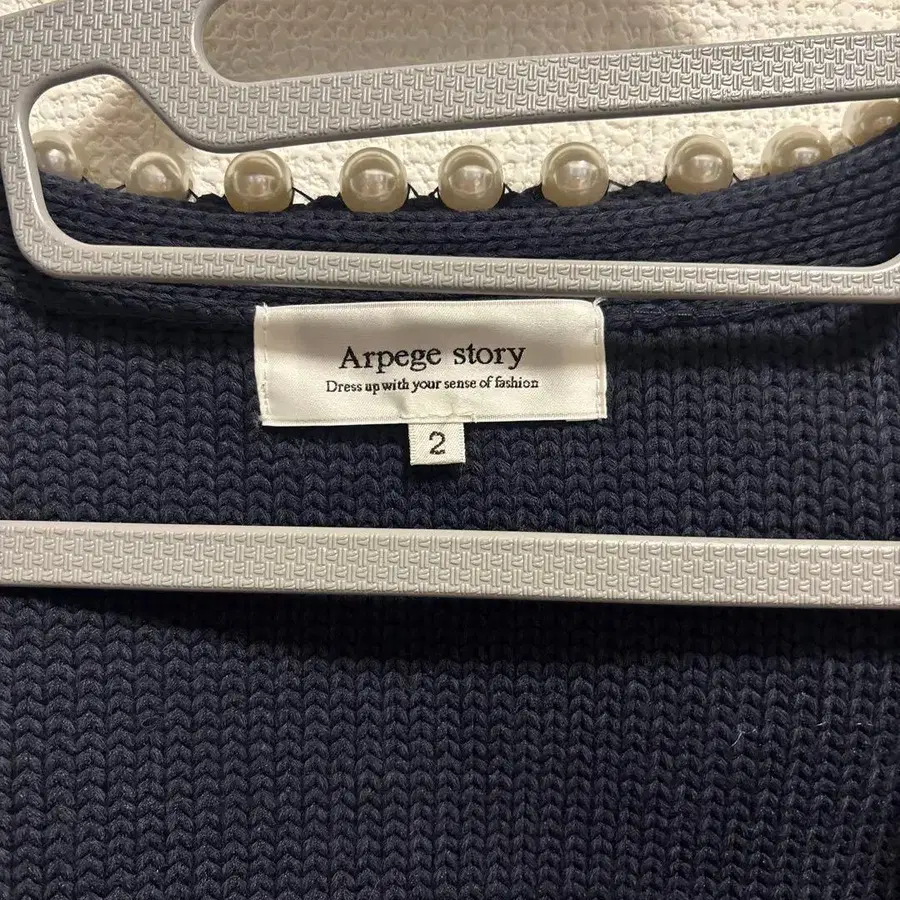 Arpege story
Dress up with your sense of fashion
2